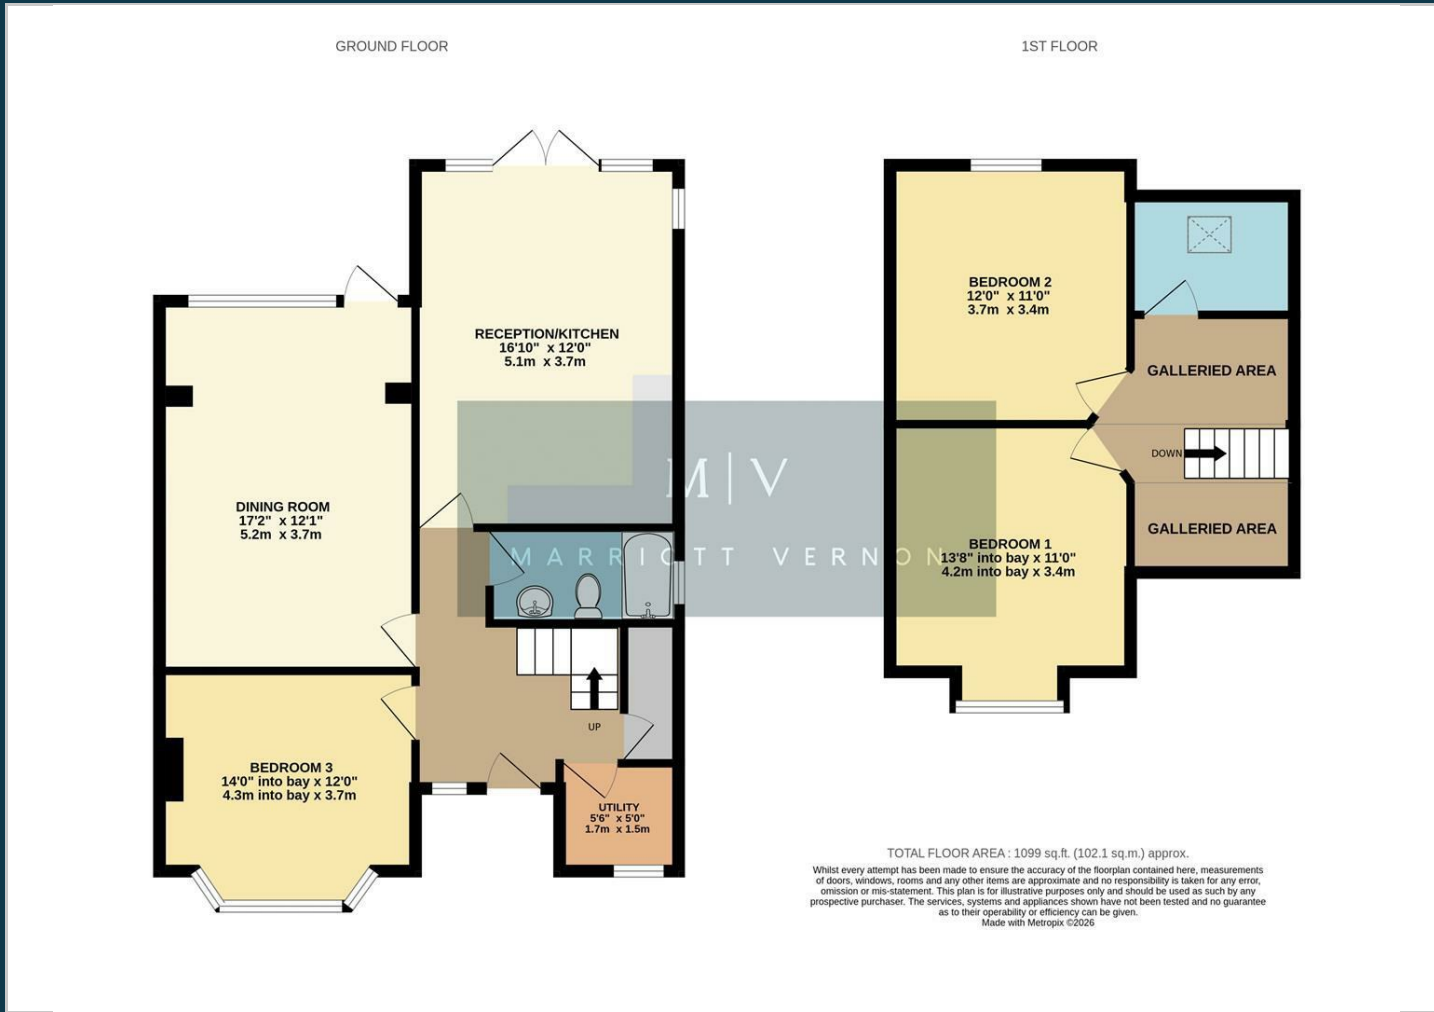 GROUND FLOOR
1ST FLOOR
RECEPTION/KITCHEN
16'10" x 12'0"
5.1m x 3.7m
DINING ROOM
17'2" x 12'1"
5.2m x 3.7m
UP
BEDROOM 3
14'0" into bay x 12'0"
4.3m into bay x 3.7m
UTILITY
5'6" x 5'0"
1.7m x 1.5m
BEDROOM 2
12'0" x 11'0"
3.7m x 3.4m
GALLERIED AREA
DOWN
GALLERIED AREA
BEDROOM 1
13'8" into bay x 11'0"
4.2m into bay x 3.4m
M|V
MARRIOTT VERNON
TOTAL FLOOR AREA : 1099 sq.ft. (102.1 sq.m.) approx.
Whilst every attempt has been made to ensure the accuracy of the floorplan contained here, measurements
of doors, windows, rooms and any other items are approximate and no responsibility is taken for any error,
omission or mis-statement. This plan is for illustrative purposes only and should be used as such by any
prospective purchaser. The services, systems and appliances shown have not been tested and no guarantee
as to their operability or efficiency can be given.
Made with Metropix ©2026